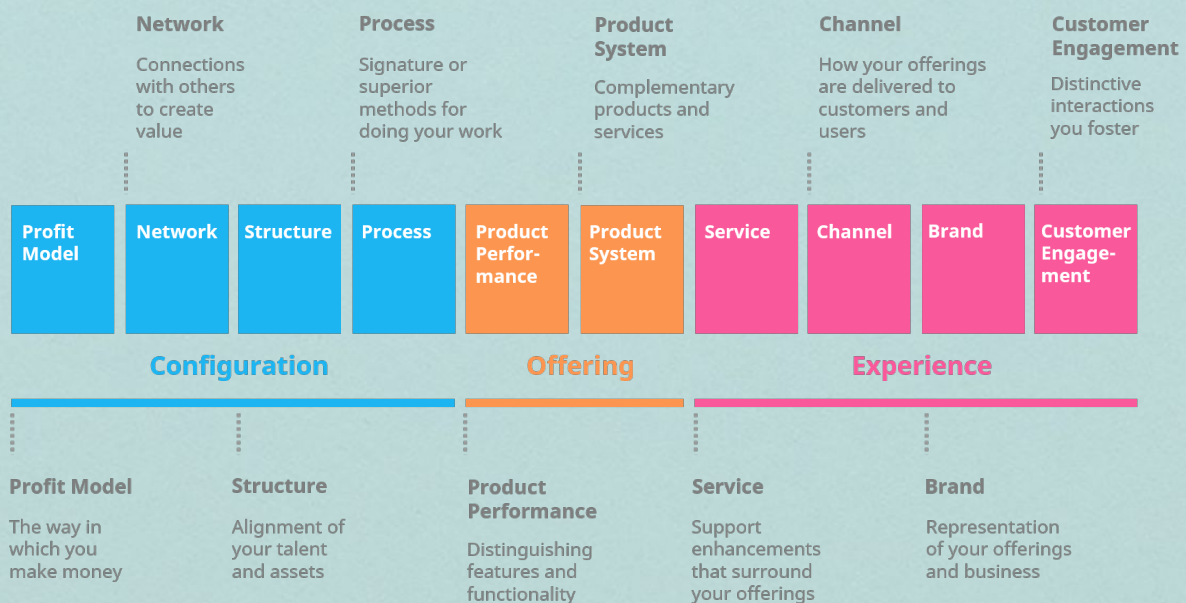 Network
Connections
with others
to create
value
Process
Signature or
superior
methods for
doing your work
Product
System
Complementary
products and
services
Channel
How your offerings
are delivered to
customers and
users
Customer
Engagement
Distinctive
interactions
you foster
Profit
Model
Network
Structure
Process
Product
Perfor-
mance
Product
System
Service
Channel
Brand
Customer
Engage-
ment
Configuration
Offering
Experience
Profit Model
The way in
which you
make money
Structure
Alignment of
your talent
and assets
Product
Performance
Distinguishing
features and
functionality
Service
Support
enhancements
that surround
your offerings
Brand
Representation
of your offerings
and business